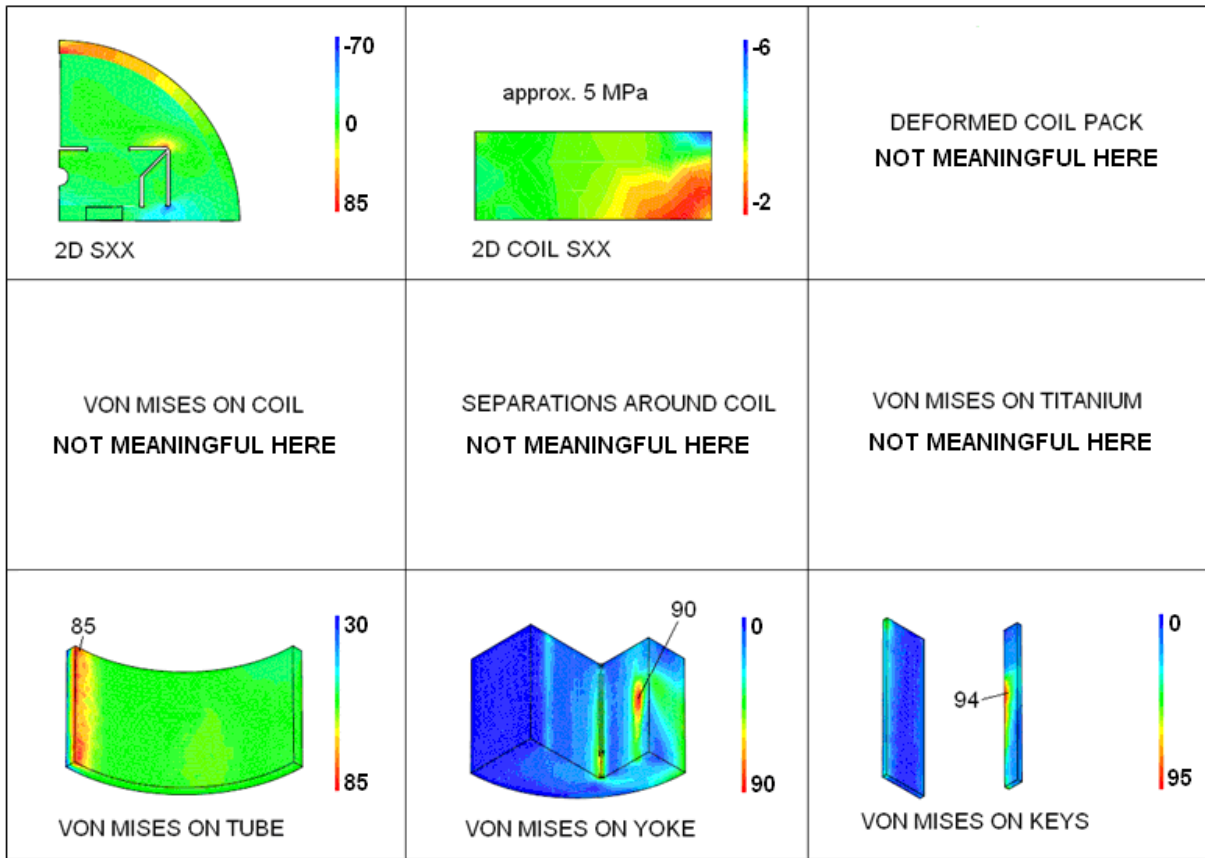 -70
0
85
2D SXX
approx. 5 MPa
-6
-2
2D COIL SXX
DEFORMED COIL PACK
NOT MEANINGFUL HERE
VON MISES ON COIL
NOT MEANINGFUL HERE
SEPARATIONS AROUND COIL
NOT MEANINGFUL HERE
VON MISES ON TITANIUM
NOT MEANINGFUL HERE
85
30
85
VON MISES ON TUBE
90
0
90
VON MISES ON YOKE
94
0
95
VON MISES ON KEYS